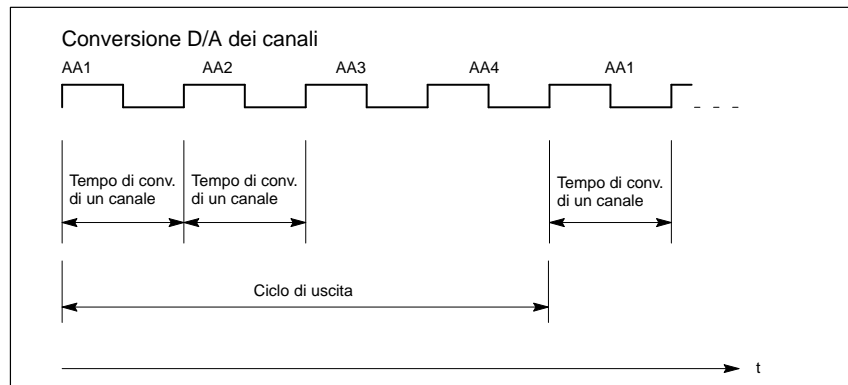 Conversione D/A dei canali
AA1 AA2 AA3 AA4 AA1
Tempo di conv.
di un canale
Tempo di conv.
di un canale
Tempo di conv.
di un canale
Ciclo di uscita
t